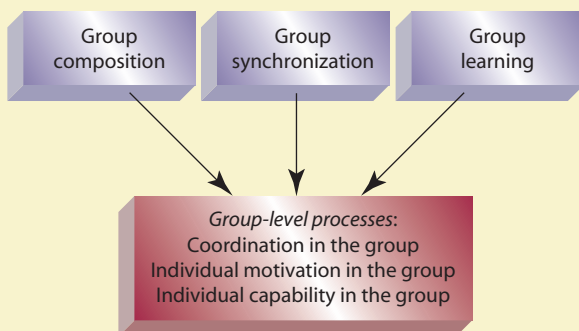 Group
composition
Group
synchronization
Group
learning
Group-level processes:
Coordination in the group
Individual motivation in the group
Individual capability in the group